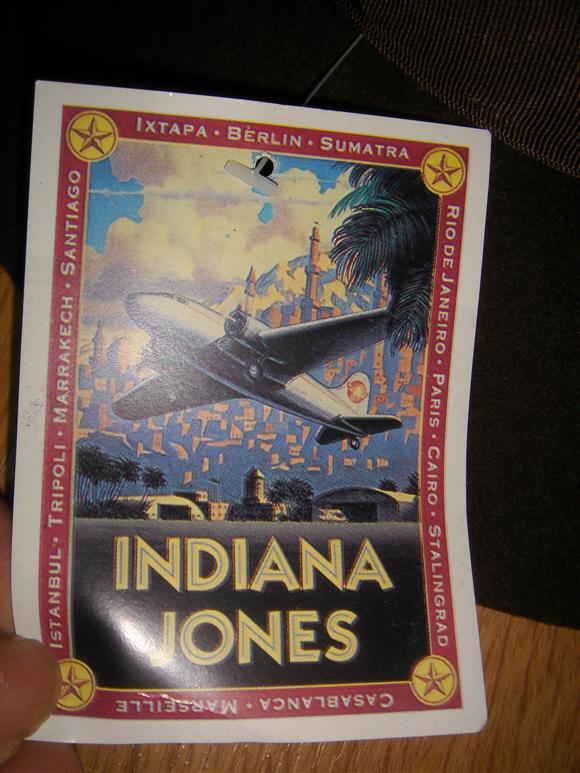 IXTAPA • BERLIN • SUMATRA
RIO DE JANEIRO • PARIS • CAIRO • STALINGRAD
CASABLANCA • MARSEILLE
ISTANBUL • TRIPOLI • MARRAKECH • SANTIAGO
INDIANA
JONES